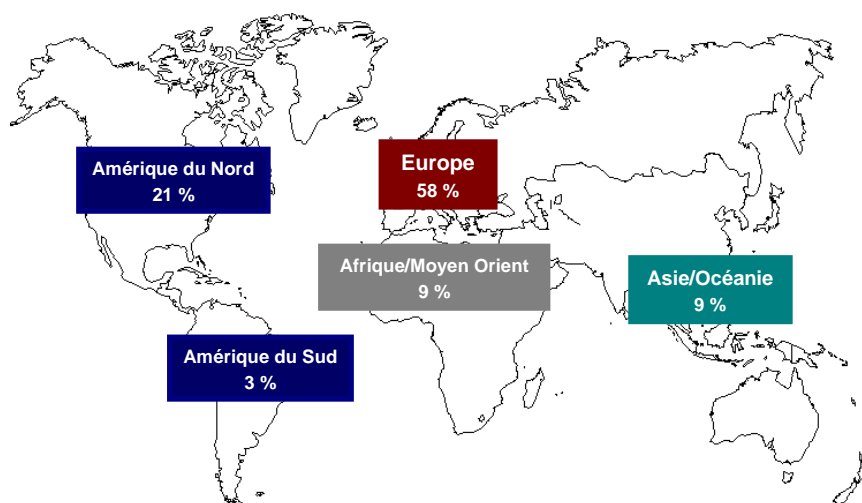 Amérique du Nord
21 %
Europe
58 %
Afrique/Moyen Orient
9 %
Asie/Océanie
9 %
Amérique du Sud
3 %